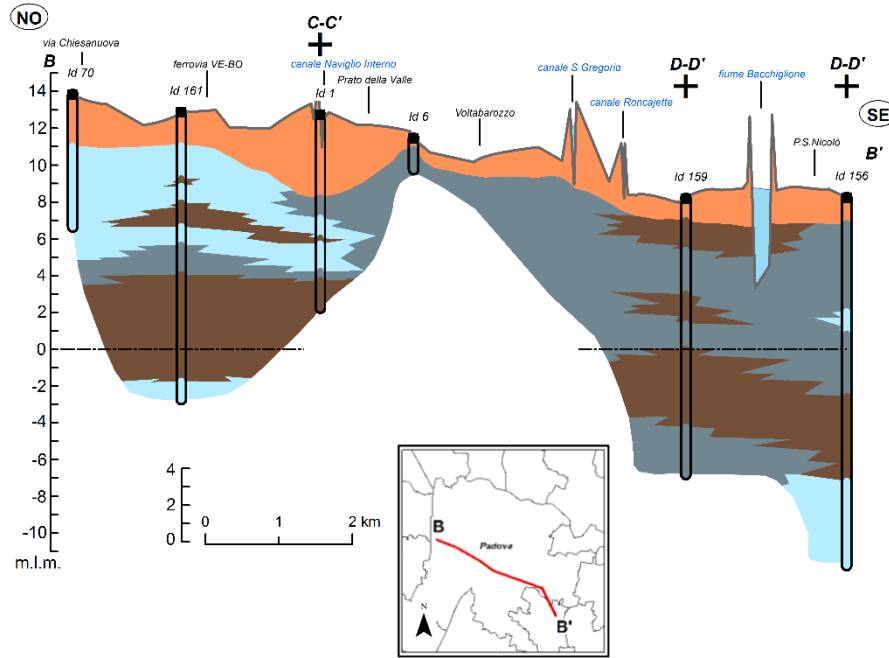 NO
C-C'
via Chiesanuova
B
Id 70
ferrovia VE-BO
Id 161
canale Naviglio Interno
Id 1
Prato della Valle
Id 6
Voltabarozzo
canale S.Gregorio
canale Roncajette
D-D'
Id 159
fiume Bacchiglione
D-D'
SE
B'
P.S.Nicolò
Id 156
14
12
10
8
6
4
2
0
-2
-4
-6
-8
-10
m.l.m.
4
2
0
0 1 2 km
B
Padova
B'
N